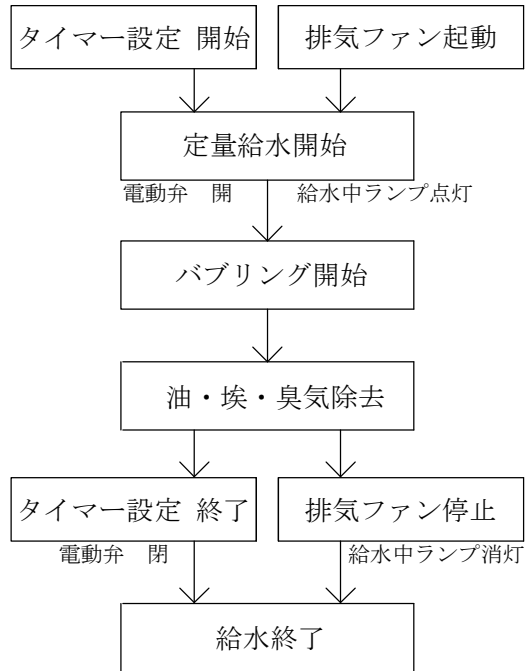 タイマー設定 開始
排気ファン起動
定量給水開始
電動弁 開
給水中ランプ点灯
バブリング開始
油・埃・臭気除去
タイマー設定 終了
排気ファン停止
電動弁 閉
給水中ランプ消灯
給水終了